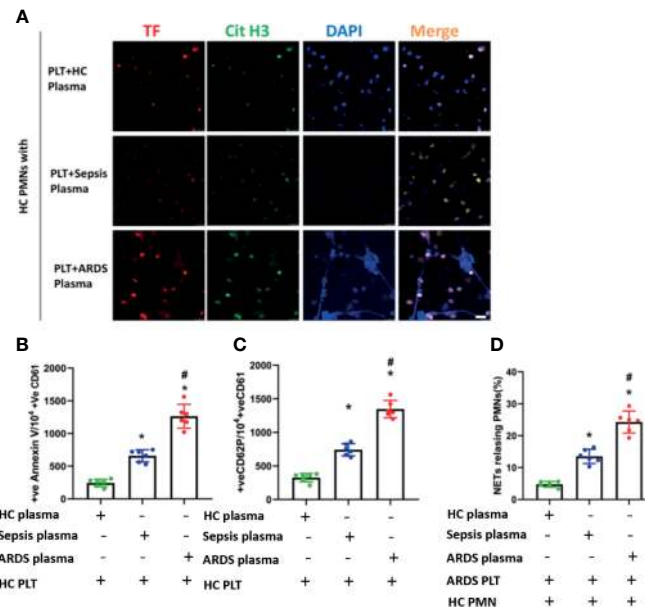 A
TF Cit H3 DAPI Merge
HC PMNs with
PLT+HC
Plasma
PLT+Sepsis
Plasma
PLT+ARDS
Plasma
B
+ve Annexin V/10⁴ +Ve CD61
2000
1500
1000
500
0
#
*
*
HC plasma + - -
Sepsis plasma - + -
ARDS plasma - - +
HC PLT + + +
C
+veCD62P/10⁴+veCD61
2000
1500
1000
500
0
#
*
*
HC plasma + - -
Sepsis plasma - + -
ARDS plasma - - +
HC PLT + + +
D
NETs relasing PMNs(%)
40
30
20
10
0
#
*
*
HC plasma + - -
Sepsis plasma - + -
ARDS plasma - - +
ARDS PLT + + +
HC PMN + + +